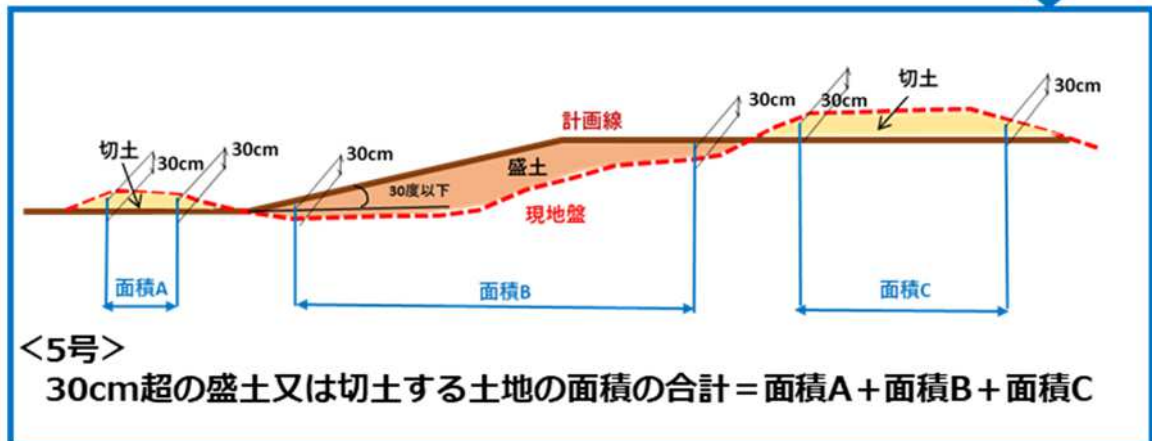 切土
30cm
30cm
30cm
30度以下
計画線
盛土
現地盤
30cm
30cm
切土
30cm
面積A
面積B
面積C
<5号>
30cm超の盛土又は切土する土地の面積の合計=面積A+面積B+面積C